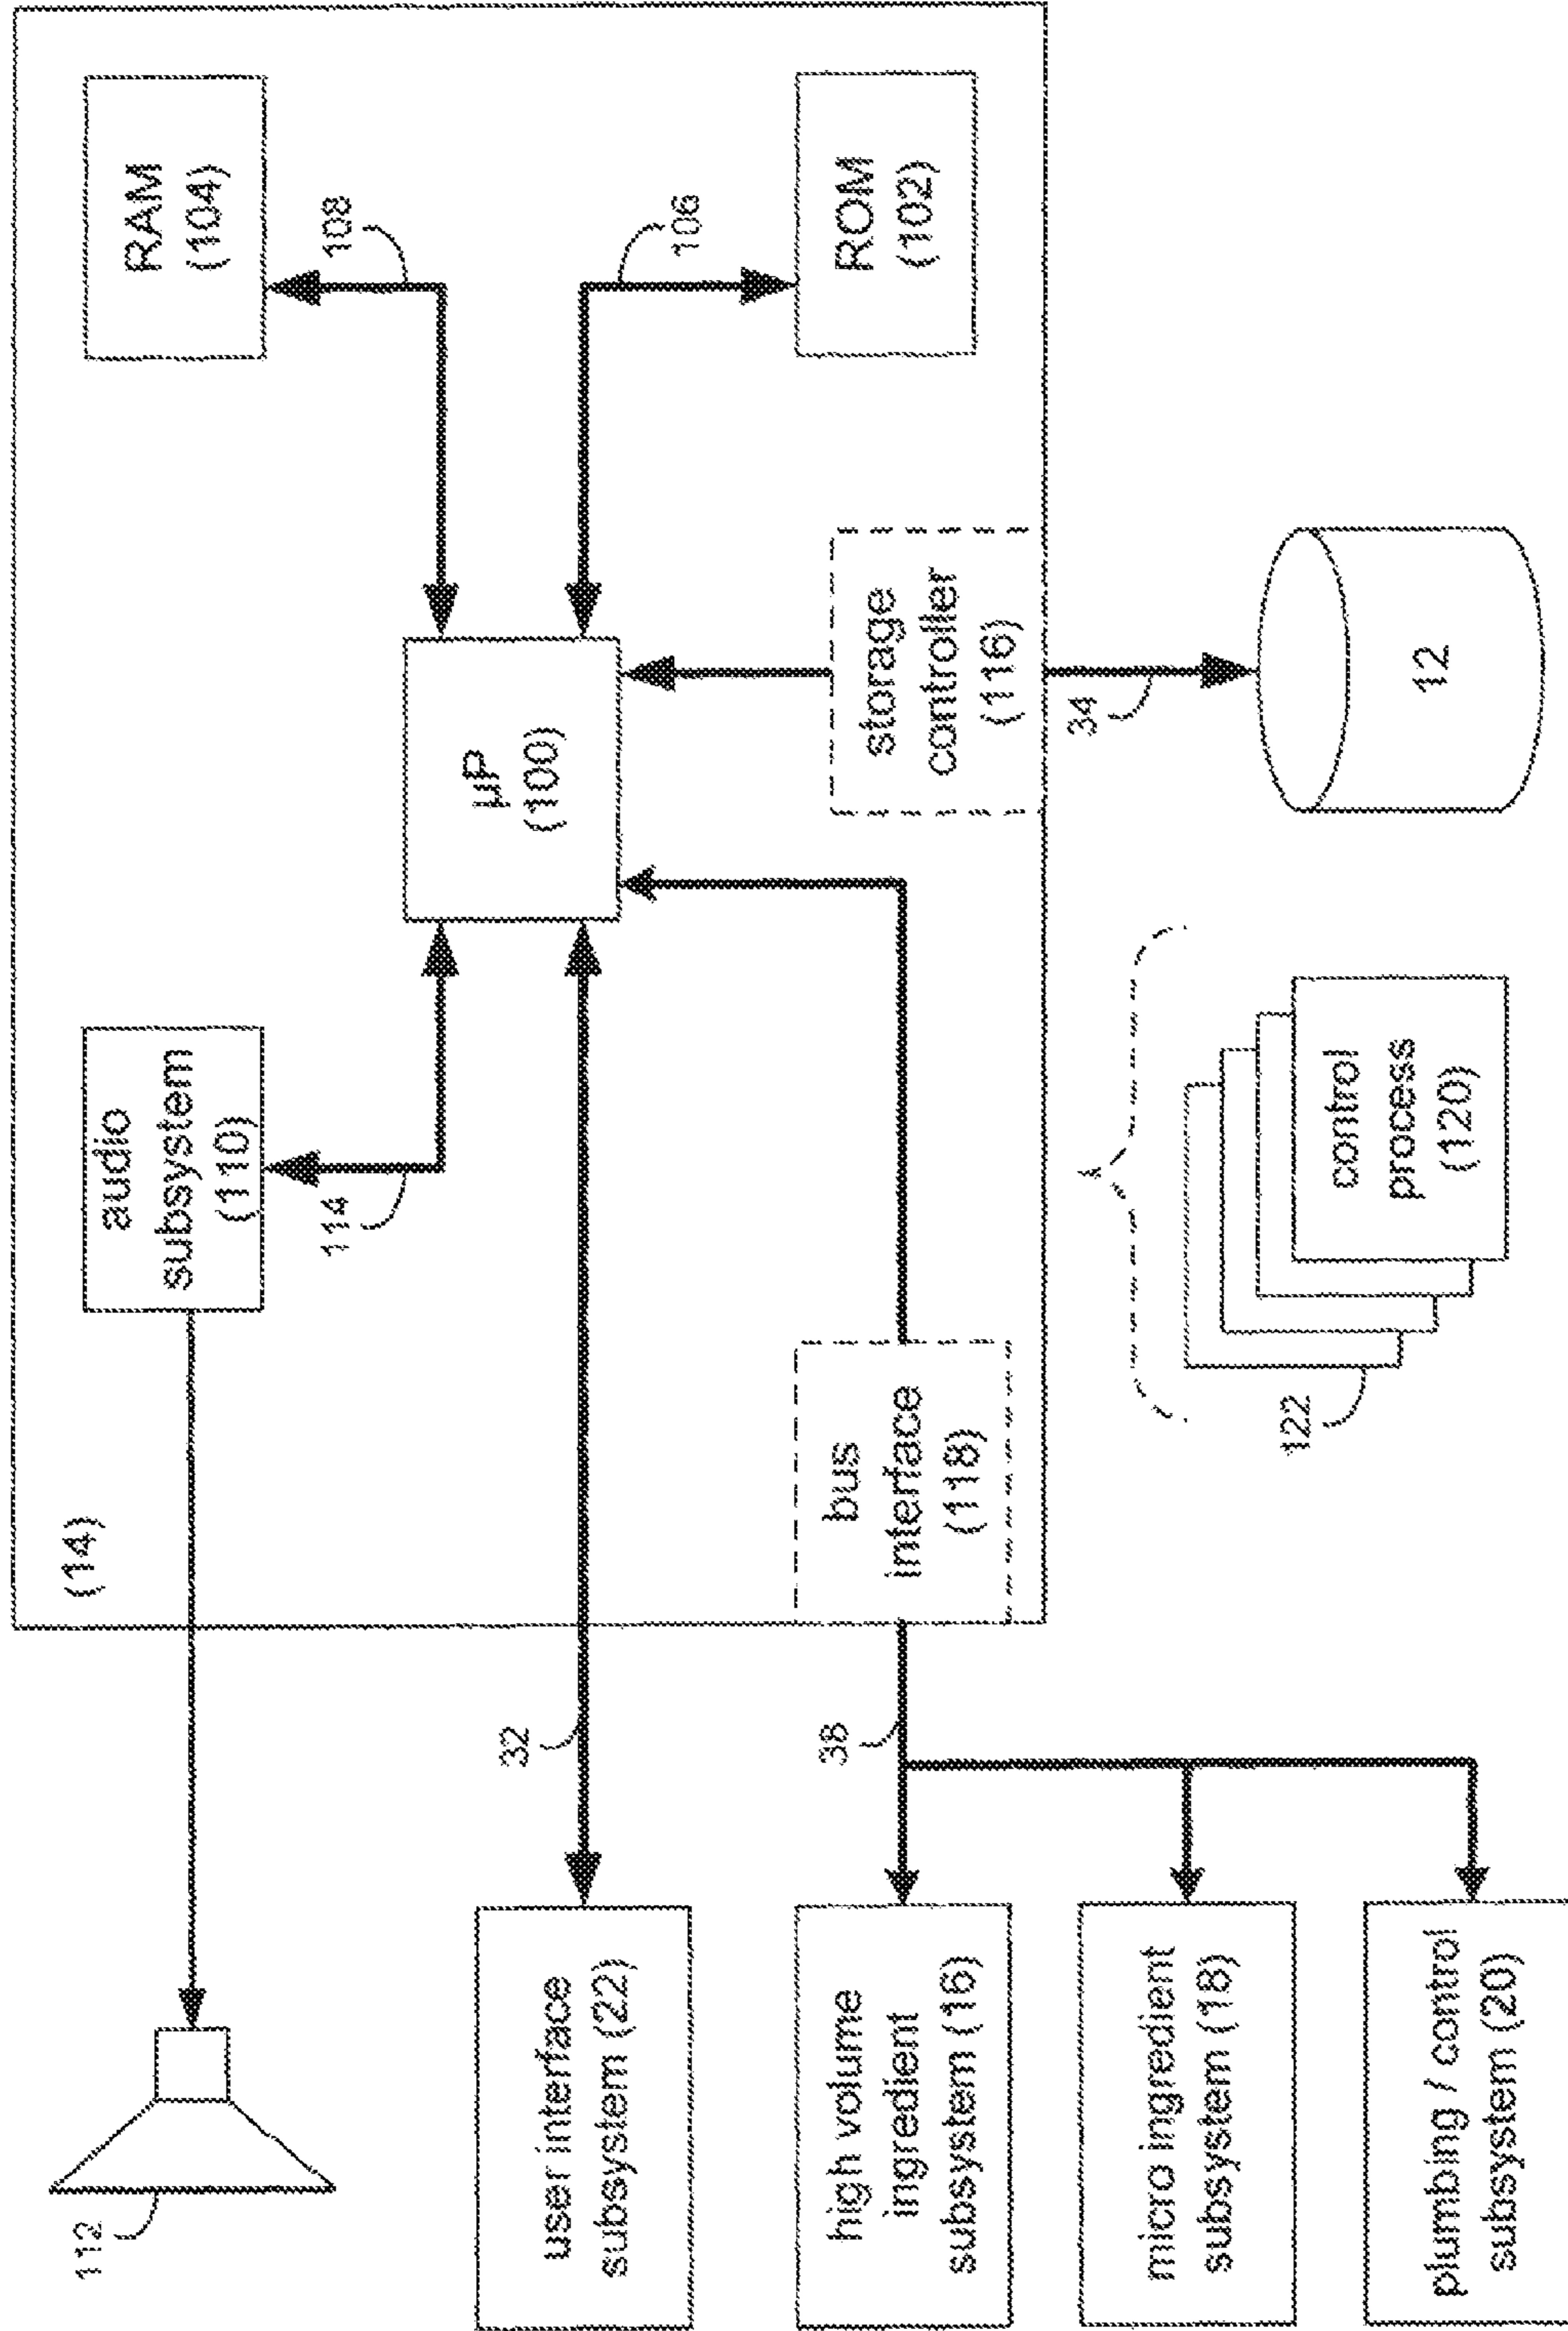 112
(14)
audio
subsystem
(110)
114
RAM
(104)
108
user interface
subsystem (22)
32
µP
(100)
106
high volume
ingredient
subsystem (16)
38
bus
interface
(118)
storage
controller
(116)
ROM
(102)
34
micro ingredient
subsystem (18)
122
control
process
(120)
12
plumbing / control
subsystem (20)